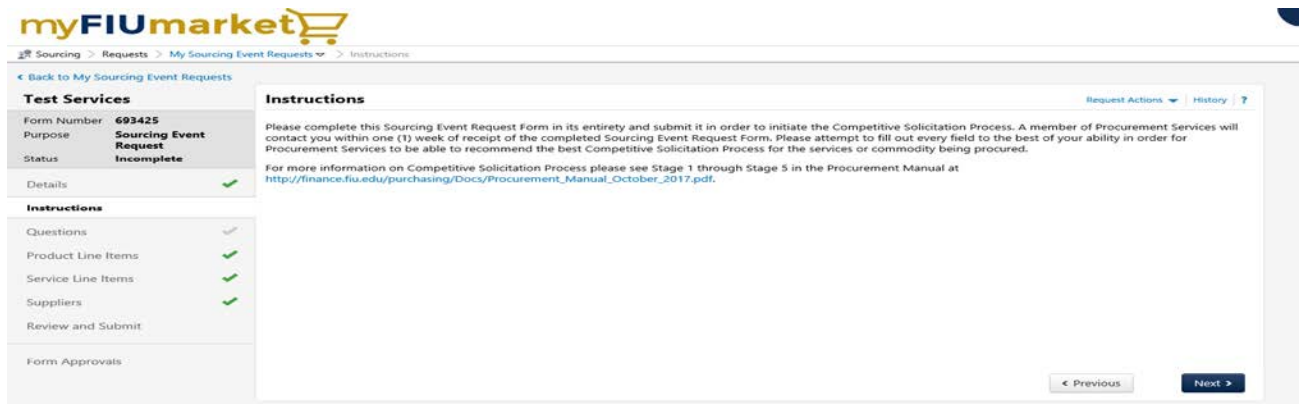 myFIUmarket
Sourcing > Requests > My Sourcing Event Requests > Instructions
Back to My Sourcing Event Requests
Test Services
Form Number 693425
Purpose Sourcing Event
Request
Status Incomplete
Details
Instructions
Questions
Product Line Items
Service Line Items
Suppliers
Review and Submit
Form Approvals
Instructions
Request Actions | History | ?
Please complete this Sourcing Event Request Form in its entirety and submit it in order to initiate the Competitive Solicitation Process. A member of Procurement Services will
contact you within one (1) week of receipt of the completed Sourcing Event Request Form. Please attempt to fill out every field to the best of your ability in order for
Procurement Services to be able to recommend the best Competitive Solicitation Process for the services or commodity being procured.
For more information on Competitive Solicitation Process please see Stage 1 through Stage 5 in the Procurement Manual at
http://finance.fiu.edu/purchasing/Docs/Procurement_Manual_October_2017.pdf.
< Previous
Next >